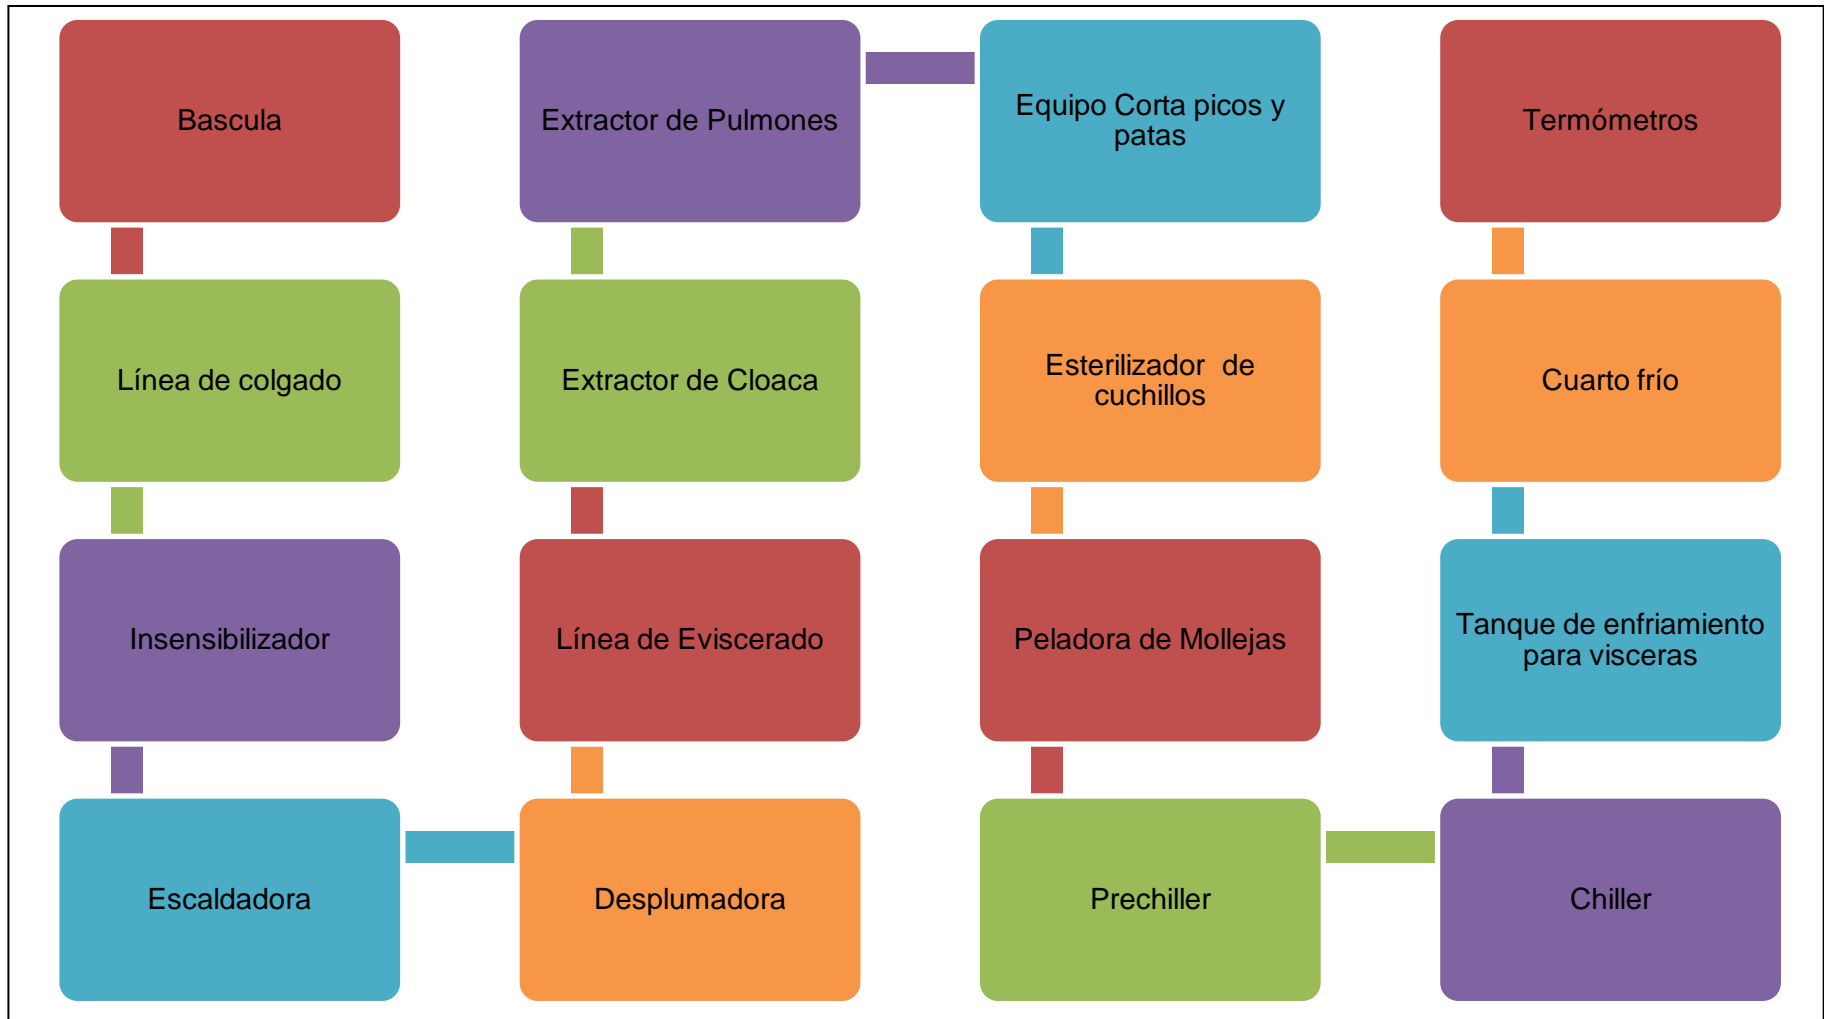 Bascula
Línea de colgado
Insensibilizador
Escaldadora
Desplumadora
Línea de Eviscerado
Extractor de Cloaca
Extractor de Pulmones
Equipo Corta picos y
patas
Esterilizador de
cuchillos
Peladora de Mollejas
Prechiller
Chiller
Tanque de enfriamiento
para visceras
Cuarto frío
Termómetros